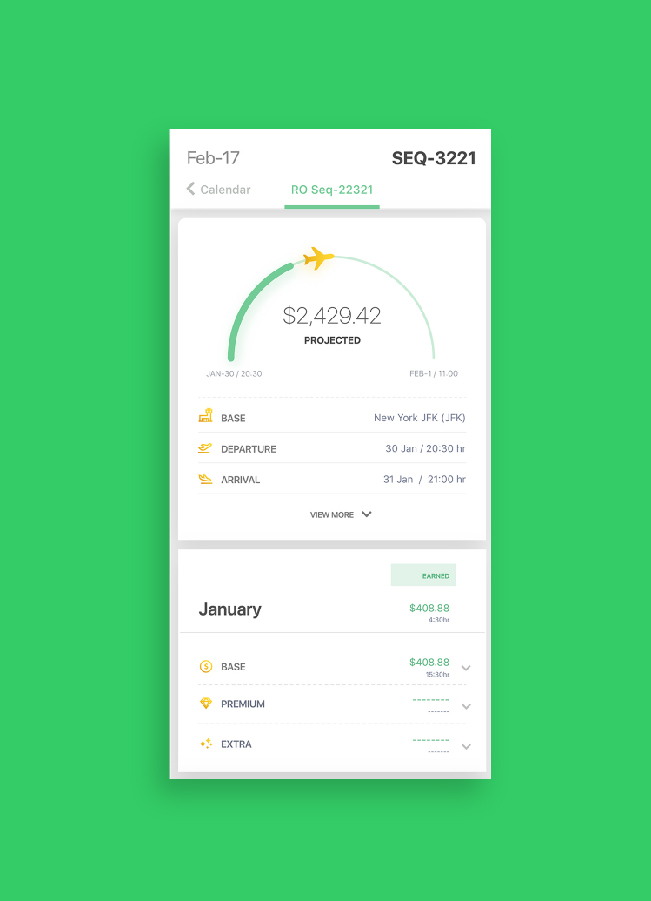 Feb-17
SEQ-3221
Calendar
RO Seq-22321
$2,429.42
PROJECTED
JAN-30 / 20:30
FEB-1 / 11:00
BASE
New York JFK (JFK)
DEPARTURE
30 Jan / 20:30 hr
ARRIVAL
31 Jan / 21:00 hr
VIEW MORE
EARNED
January
$408.88
4:30hr
BASE
$408.88
15:30hr
PREMIUM
--------
-------
EXTRA
--------
-------